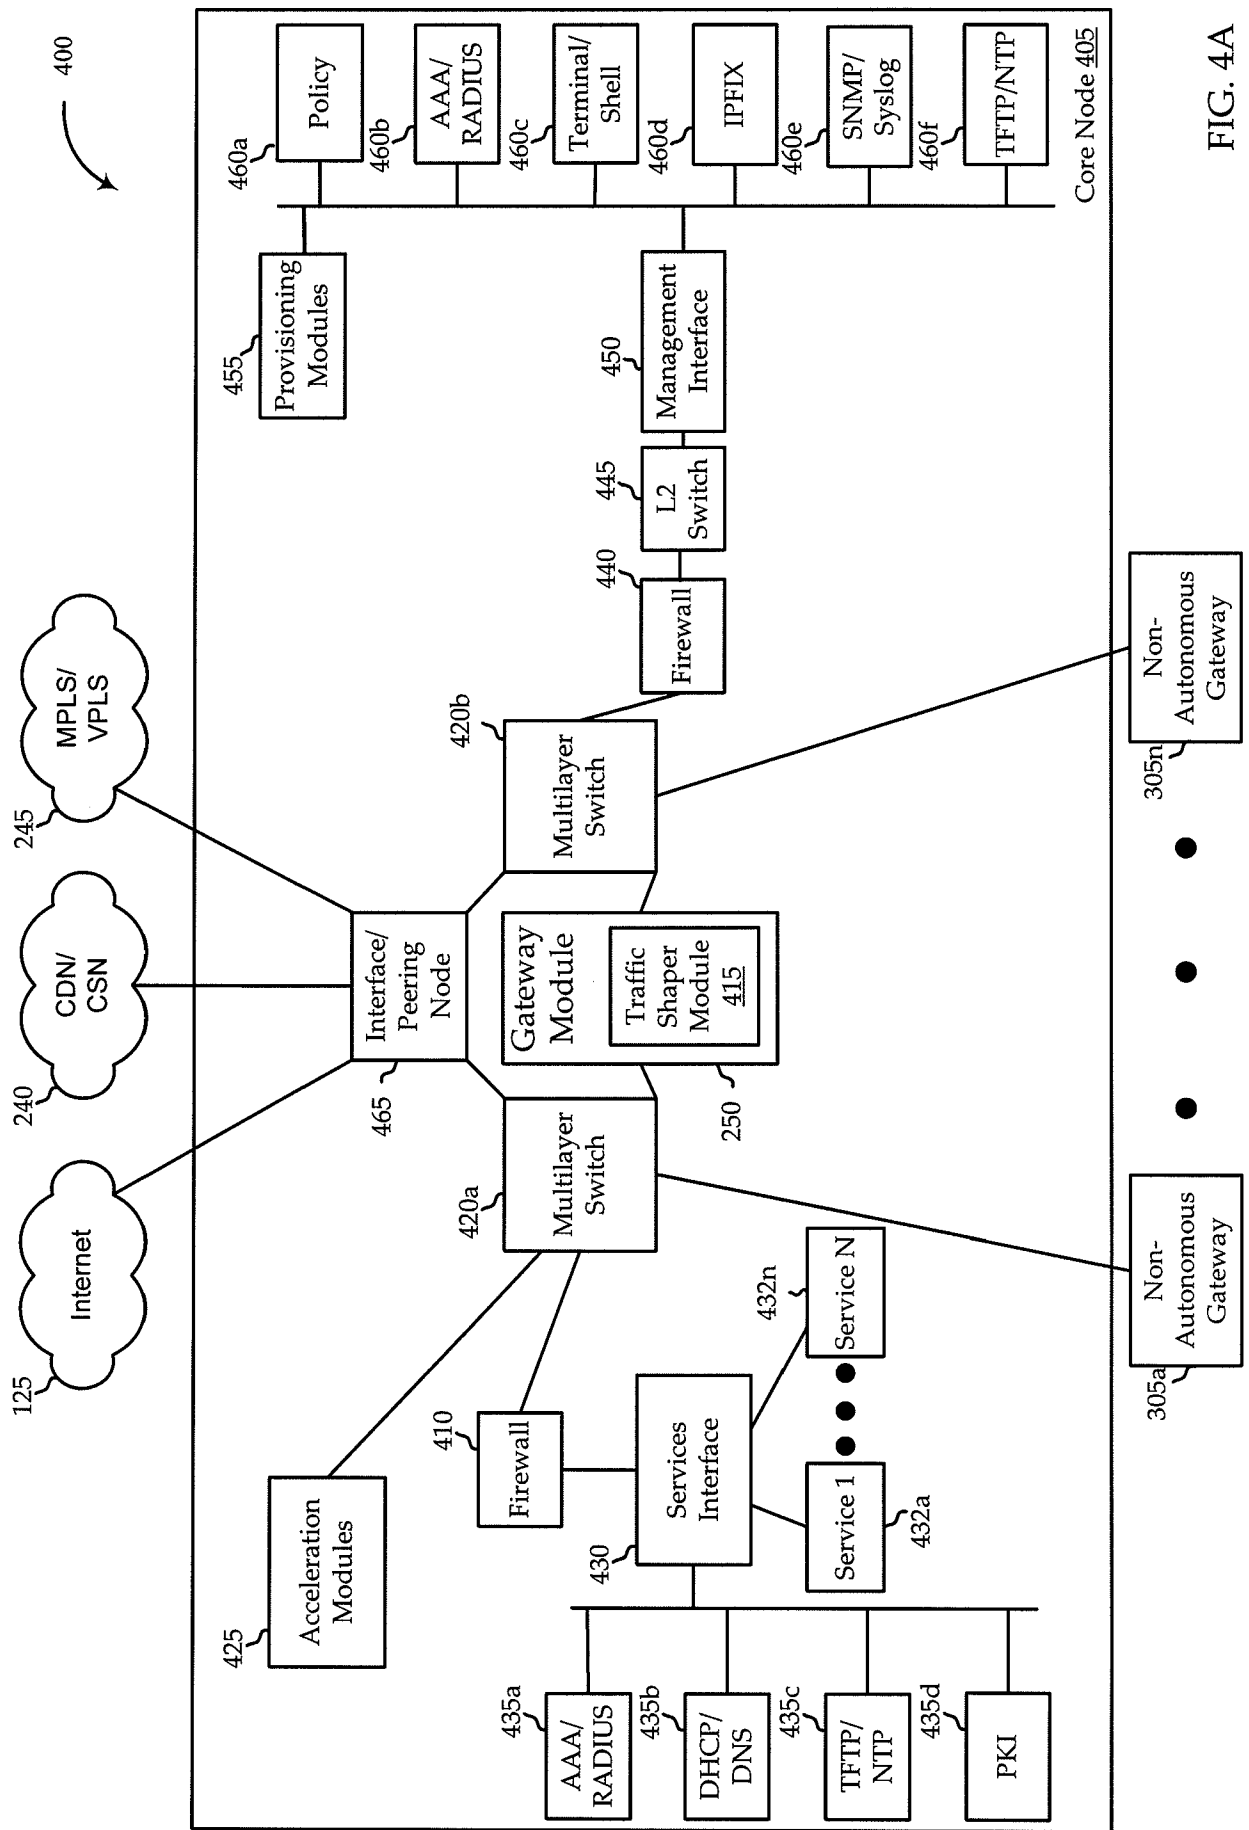 400
125
Internet
240
CDN/
CSN
245
MPLS/
VPLS
425
Acceleration
Modules
465
Interface/
Peering
Node
455
Provisioning
Modules
460a
Policy
460b
AAA/
RADIUS
460c
Terminal/
Shell
460d
IPFIX
460e
SNMP/
Syslog
460f
TFTP/NTP
410
Firewall
420a
Multilayer
Switch
Gateway
Module
Traffic
Shaper
Module
415
250
420b
Multilayer
Switch
440
Firewall
445
L2
Switch
450
Management
Interface
435a
AAA/
RADIUS
435b
DHCP/
DNS
435c
TFTP/
NTP
435d
PKI
430
Services
Interface
Service 1
432a
432n
Service N
Core Node 405
305a
Non-
Autonomous
Gateway
305n
Non-
Autonomous
Gateway
FIG. 4A